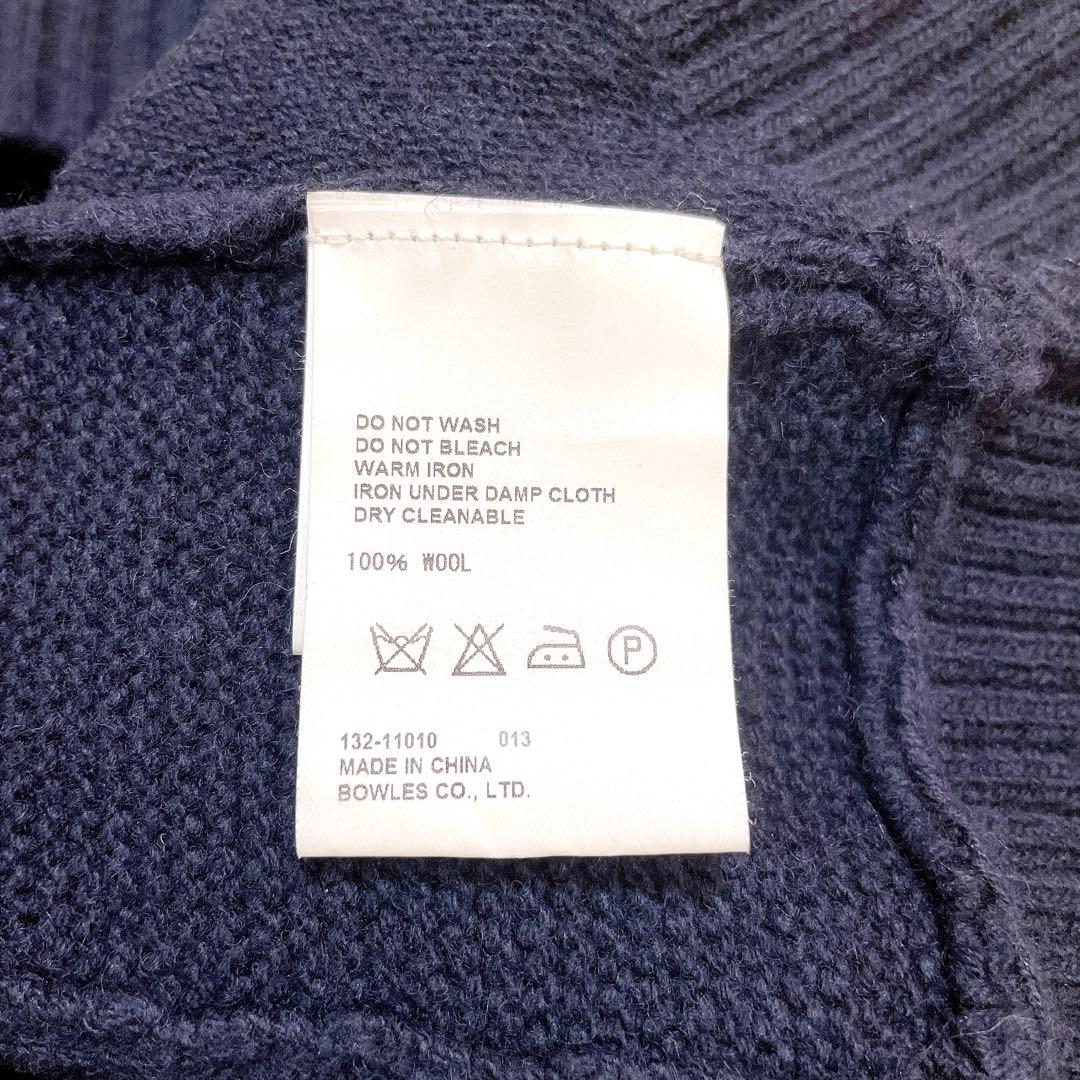 DO NOT WASH
DO NOT BLEACH
WARM IRON
IRON UNDER DAMP CLOTH
DRY CLEANABLE
100% WOOL
P
132-11010 013
MADE IN CHINA
BOWLES CO., LTD.